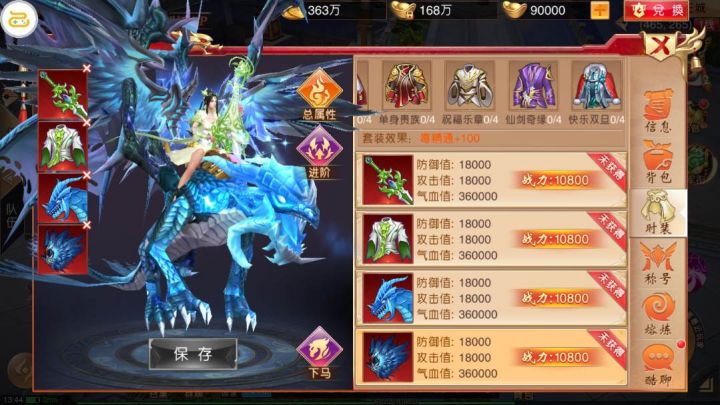 363万
168万
90000
兑换
总属性
进阶
保存
下马
0/4
单身贵族0/4
祝福乐章0/4
仙剑奇缘0/4
快乐双旦0/4
套装效果: 毒精通+100
防御值: 18000
攻击值: 18000
气血值: 360000
战力:10800
未获得
防御值: 18000
攻击值: 18000
气血值: 360000
战力:10800
未获得
防御值: 18000
攻击值: 18000
气血值: 360000
战力:10800
未获得
防御值: 18000
攻击值: 18000
气血值: 360000
战力:10800
未获得
信息
背包
时装
称号
熔炼
酷聊
队伍
13:44